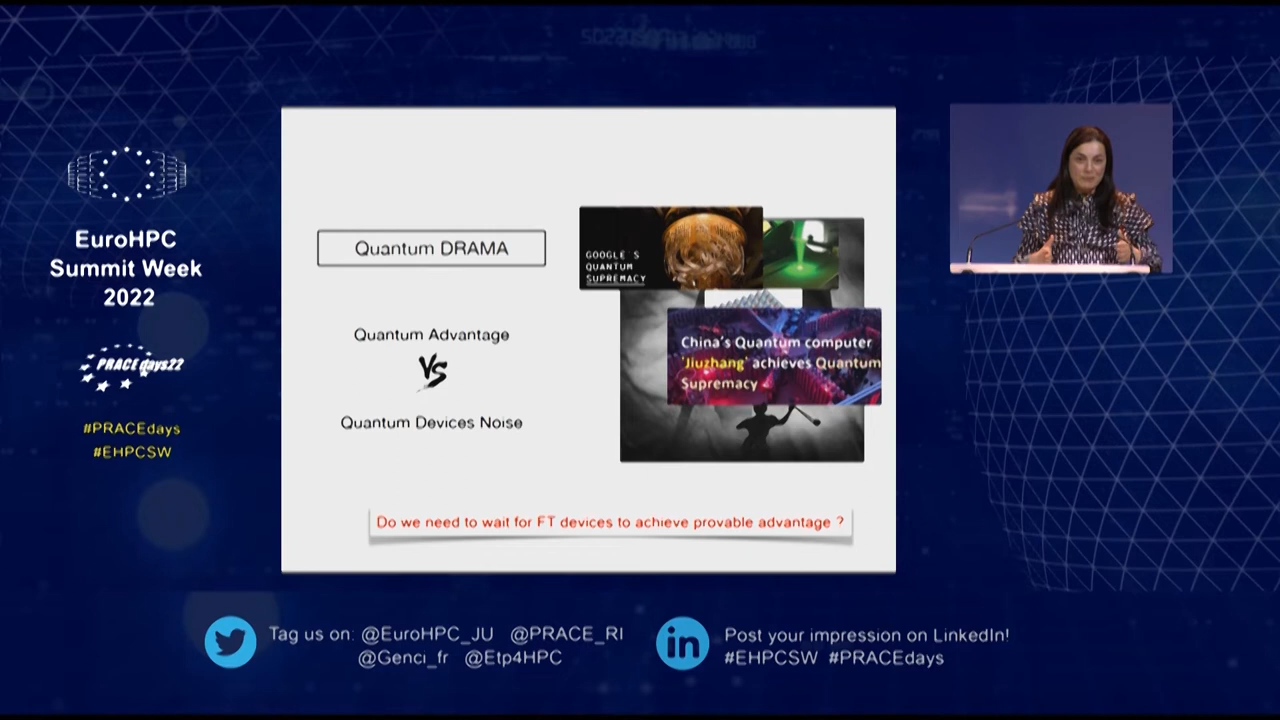 EuroHPC
Summit Week
2022
PRACEdays22
#PRACEdays
#EHPCSW
Quantum DRAMA
Quantum Advantage
VS
Quantum Devices Noise
GOOGLE'S
QUANTUM
SUPREMACY
China's Quantum computer
'Jiuzhang' achieves Quantum
Supremacy
Do we need to wait for FT devices to achieve provable advantage ?
Tag us on: @EuroHPC_JU @PRACE_RI
@Genci_fr @Etp4HPC
in
Post your impression on LinkedIn!
#EHPCSW #PRACEdays